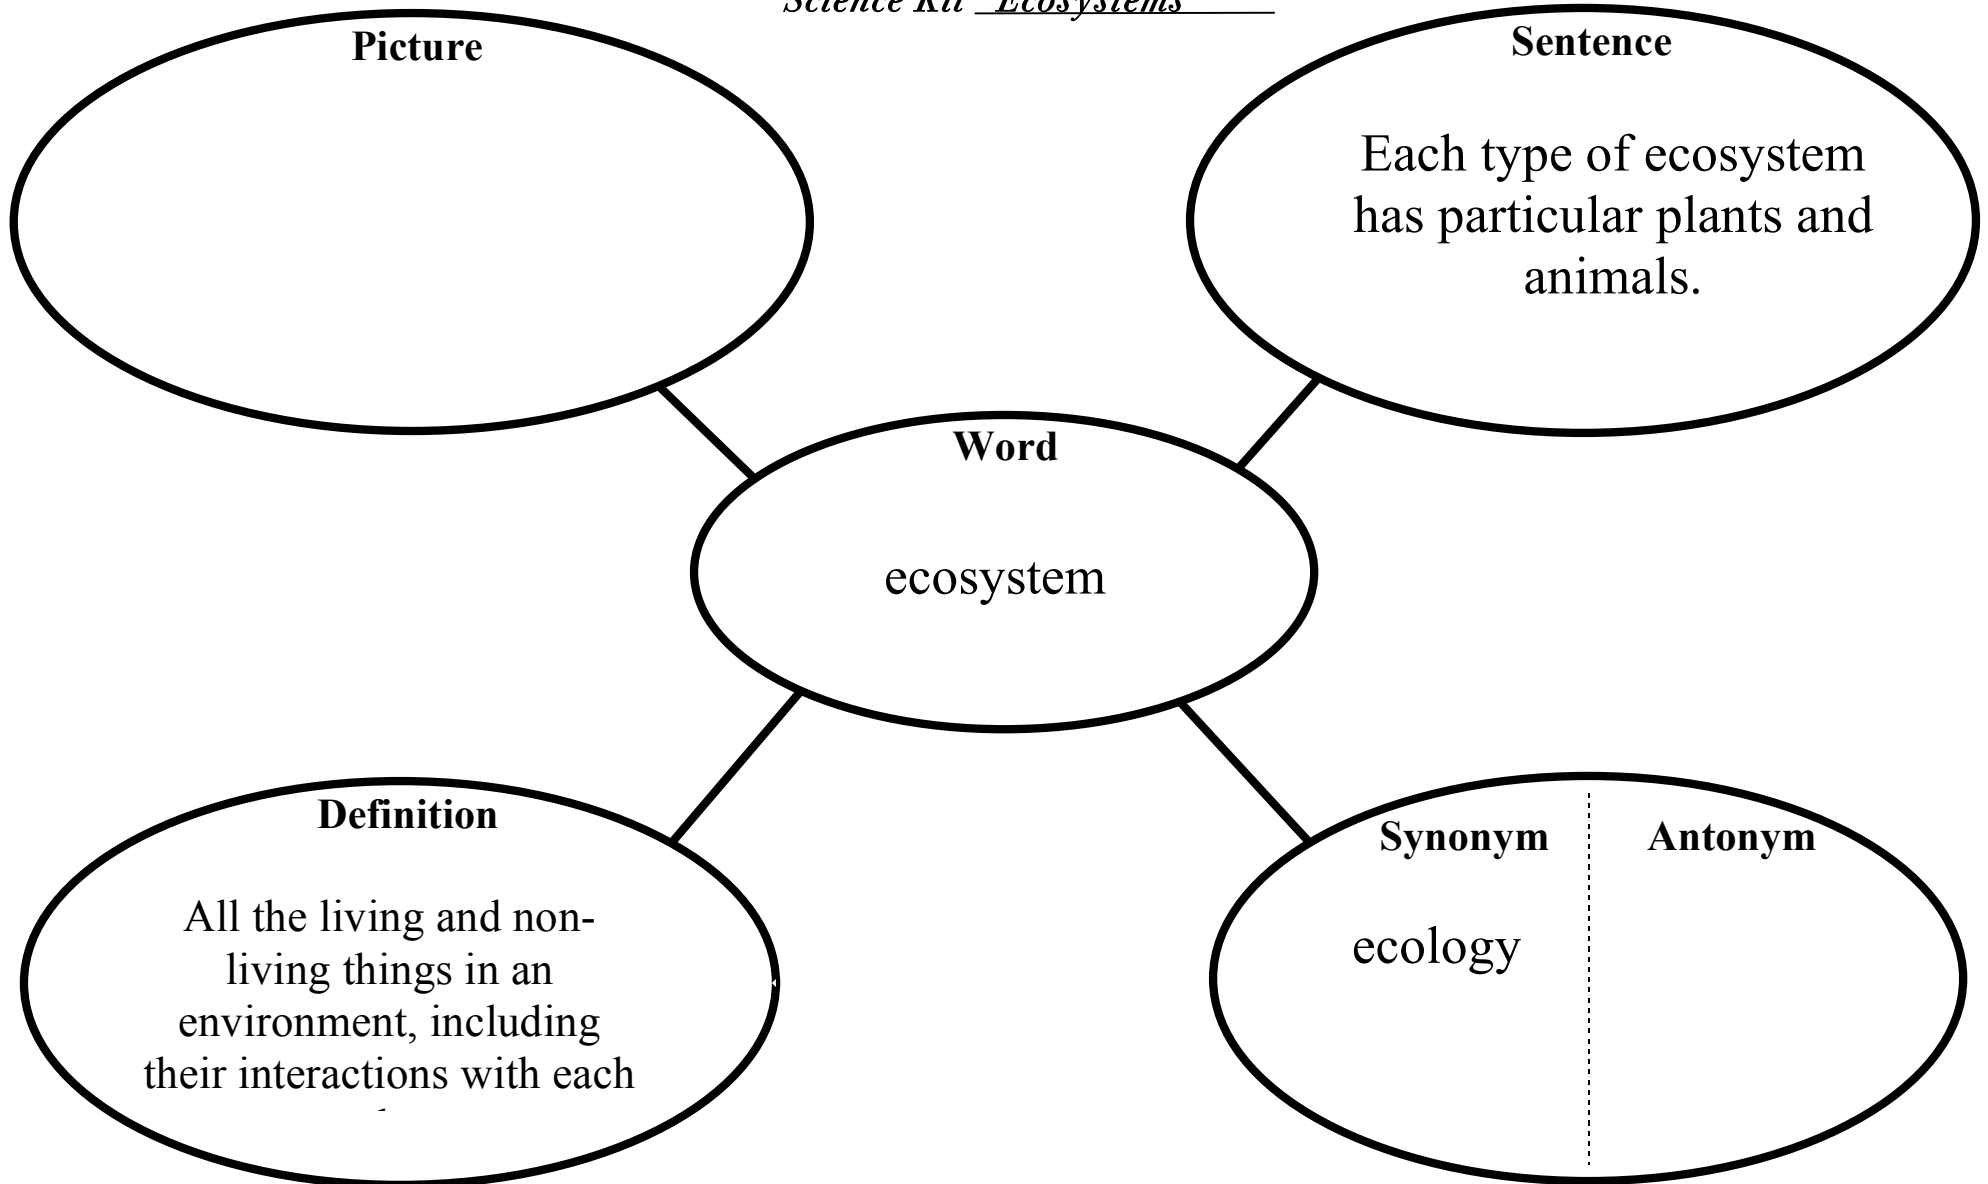 Science Kit Ecosystems
Picture
Sentence
Each type of ecosystem
has particular plants and
animals.
Word
ecosystem
Definition
All the living and non-
living things in an
environment, including
their interactions with each
Synonym
Antonym
ecology